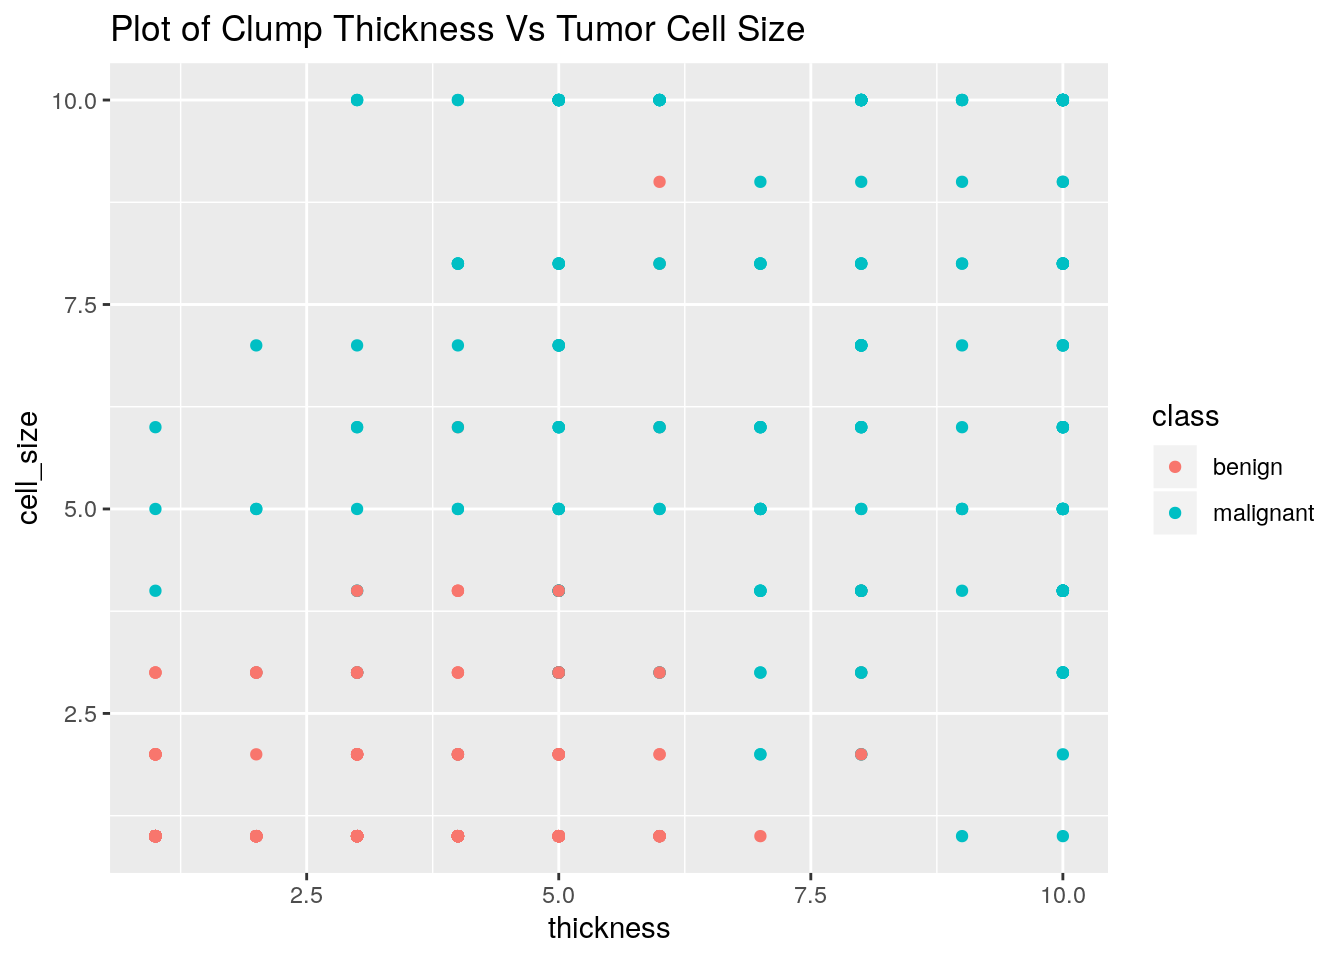 Plot of Clump Thickness Vs Tumor Cell Size
10.0
7.5
5.0
2.5
cell_size
2.5 5.0 7.5 10.0
thickness
class
benign
malignant